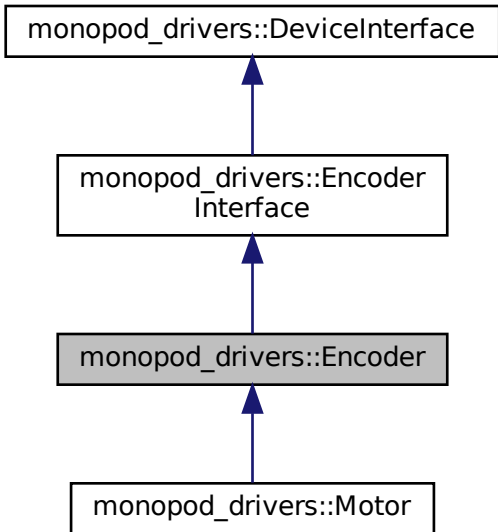 monopod_drivers::DeviceInterface
monopod_drivers::Encoder
Interface
monopod_drivers::Encoder
monopod_drivers::Motor